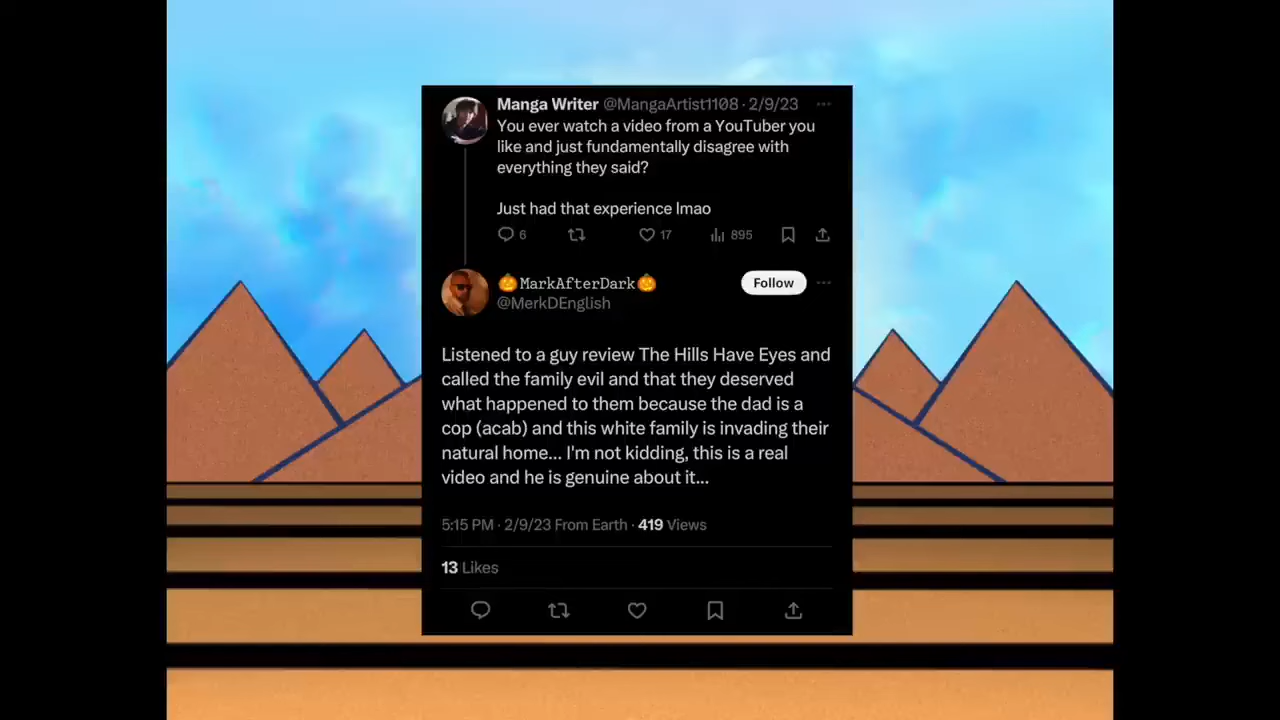 Manga Writer @MangaArtist1108 · 2/9/23 ···
You ever watch a video from a YouTuber you
like and just fundamentally disagree with
everything they said?
Just had that experience lmao
6 17 895
🎃MarkAfterDark🎃
Follow ···
@MerkDEnglish
Listened to a guy review The Hills Have Eyes and
called the family evil and that they deserved
what happened to them because the dad is a
cop (acab) and this white family is invading their
natural home... I'm not kidding, this is a real
video and he is genuine about it...
5:15 PM · 2/9/23 From Earth · 419 Views
13 Likes